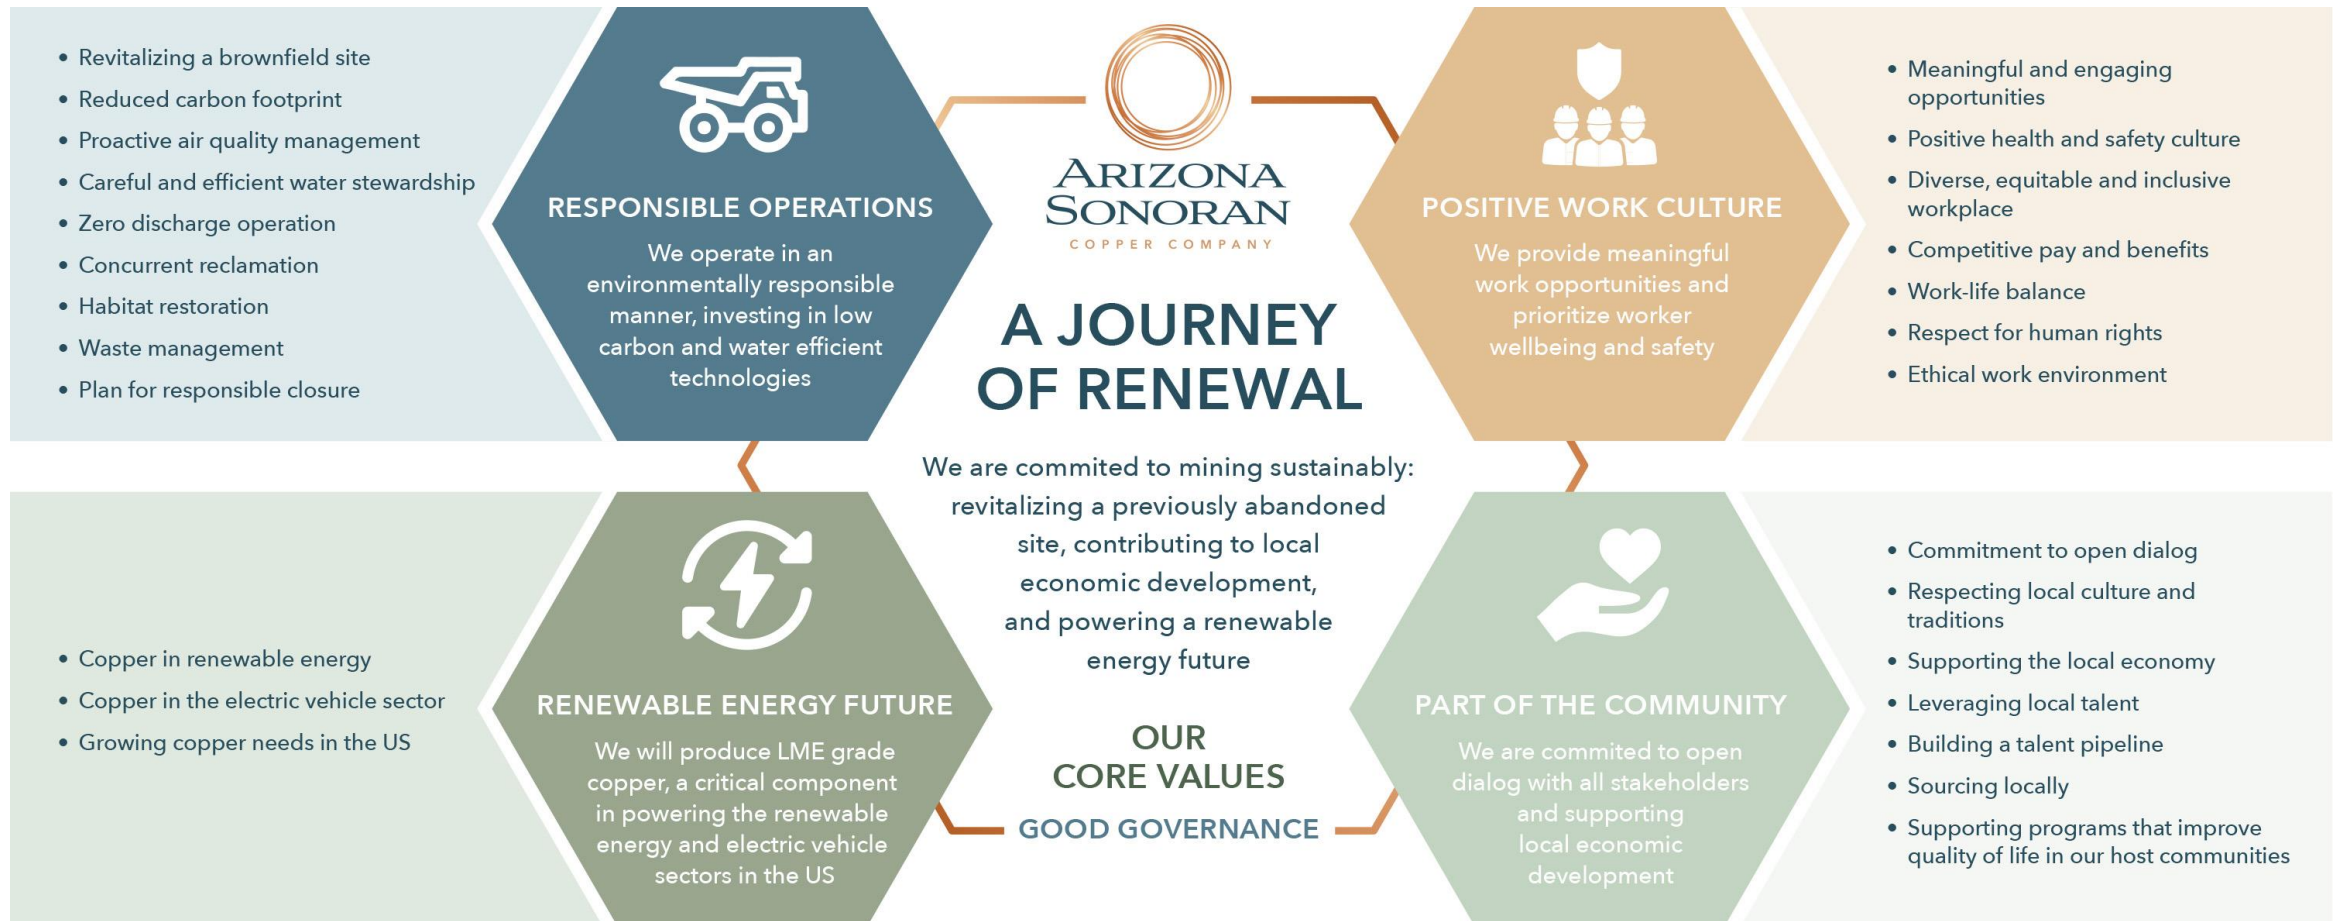 • Revitalizing a brownfield site
• Reduced carbon footprint
• Proactive air quality management
• Careful and efficient water stewardship
• Zero discharge operation
• Concurrent reclamation
• Habitat restoration
• Waste management
• Plan for responsible closure
RESPONSIBLE OPERATIONS
We operate in an
environmentally responsible
manner, investing in low
carbon and water efficient
technologies
ARIZONA
SONORAN
COPPER COMPANY
A JOURNEY
OF RENEWAL
We are commited to mining sustainably:
revitalizing a previously abandoned
site, contributing to local
economic development,
and powering a renewable
energy future
OUR
CORE VALUES
GOOD GOVERNANCE
POSITIVE WORK CULTURE
We provide meaningful
work opportunities and
prioritize worker
wellbeing and safety
• Meaningful and engaging
opportunities
• Positive health and safety culture
• Diverse, equitable and inclusive
workplace
• Competitive pay and benefits
• Work-life balance
• Respect for human rights
• Ethical work environment
• Copper in renewable energy
• Copper in the electric vehicle sector
• Growing copper needs in the US
RENEWABLE ENERGY FUTURE
We will produce LME grade
copper, a critical component
in powering the renewable
energy and electric vehicle
sectors in the US
PART OF THE COMMUNITY
We are commited to open
dialog with all stakeholders
and supporting
local economic
development
• Commitment to open dialog
• Respecting local culture and
traditions
• Supporting the local economy
• Leveraging local talent
• Building a talent pipeline
• Sourcing locally
• Supporting programs that improve
quality of life in our host communities